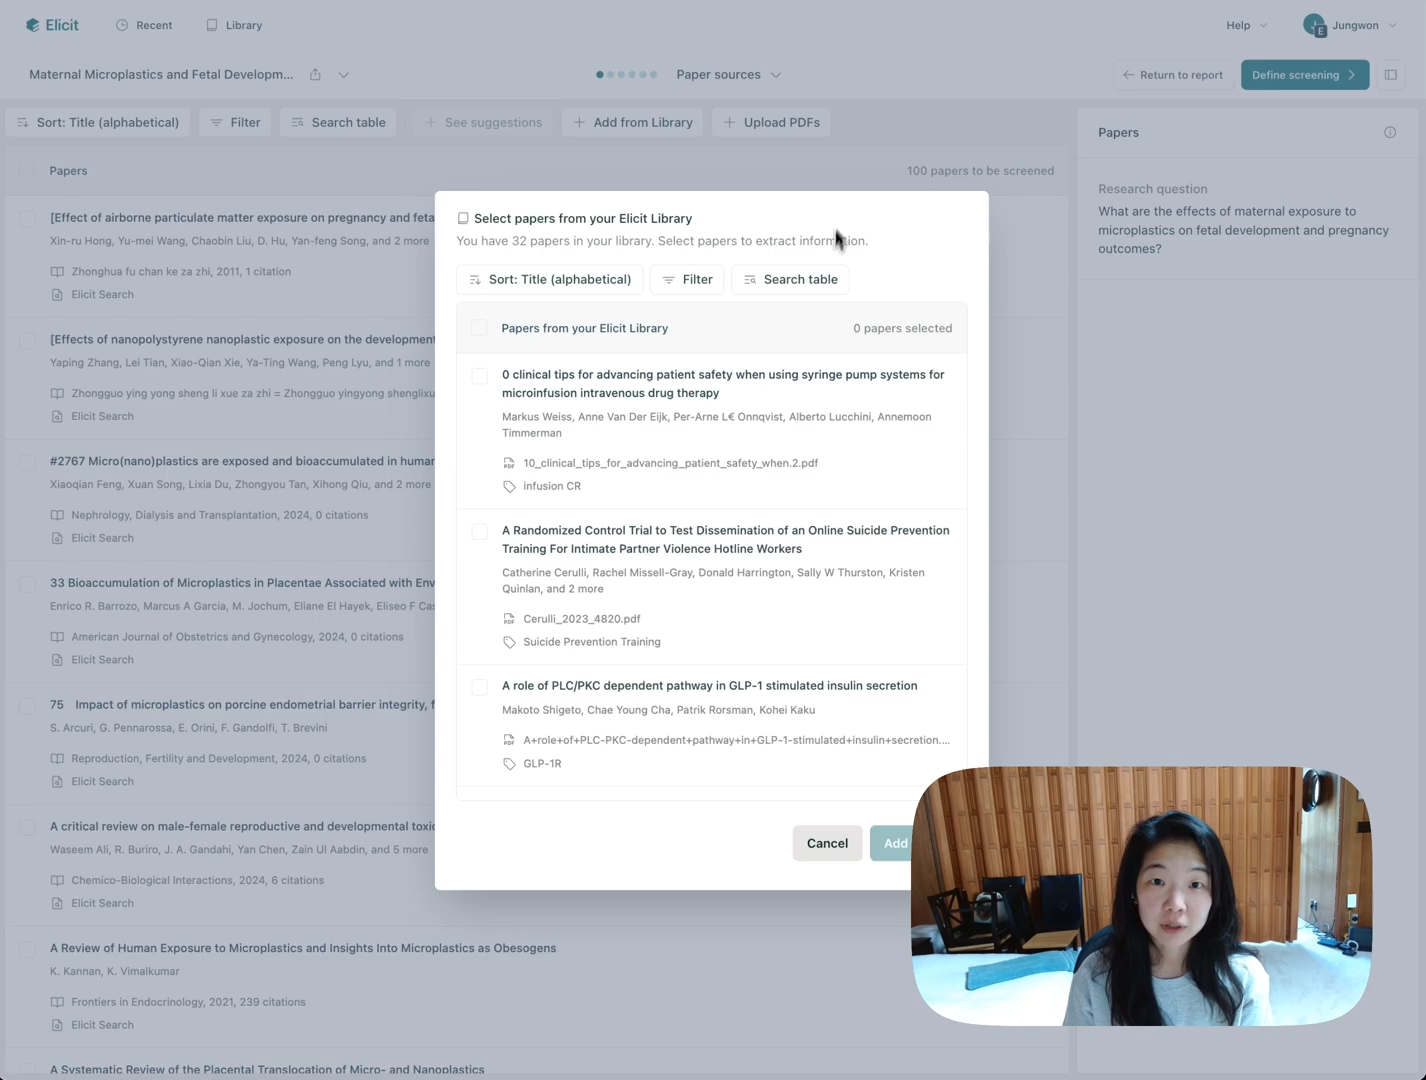 Elicit
Recent
Library
Help
J
E
Jungwon
Maternal Microplastics and Fetal Developm...
Paper sources
Return to report
Define screening
Sort: Title (alphabetical)
Filter
Search table
See suggestions
Add from Library
Upload PDFs
Papers
100 papers to be screened
[Effect of airborne particulate matter exposure on pregnancy and feta
Xin-ru Hong, Yu-mei Wang, Chaobin Liu, D. Hu, Yan-feng Song, and 2 more
Zhonghua fu chan ke za zhi, 2011, 1 citation
Elicit Search
[Effects of nanopolystyrene nanoplastic exposure on the development
Yaping Zhang, Lei Tian, Xiao-Qian Xie, Ya-Ting Wang, Peng Lyu, and 1 more
Zhongguo ying yong sheng li xue za zhi = Zhongguo yingyong shenglixu
Elicit Search
#2767 Micro(nano)plastics are exposed and bioaccumulated in human
Xiaoqian Feng, Xuan Song, Lixia Du, Zhongyou Tan, Xihong Qiu, and 2 more
Nephrology, Dialysis and Transplantation, 2024, 0 citations
Elicit Search
33 Bioaccumulation of Microplastics in Placentae Associated with Env
Enrico R. Barrozo, Marcus A Garcia, M. Jochum, Eliane El Hayek, Eliseo F Cas
American Journal of Obstetrics and Gynecology, 2024, 0 citations
Elicit Search
75 Impact of microplastics on porcine endometrial barrier integrity, f
S. Arcuri, G. Pennarossa, E. Orini, F. Gandolfi, T. Brevini
Reproduction, Fertility and Development, 2024, 0 citations
Elicit Search
A critical review on male-female reproductive and developmental toxic
Waseem Ali, R. Buriro, J. A. Gandahi, Yan Chen, Zain Ul Aabdin, and 5 more
Chemico-Biological Interactions, 2024, 6 citations
Elicit Search
A Review of Human Exposure to Microplastics and Insights Into Microplastics as Obesogens
K. Kannan, K. Vimalkumar
Frontiers in Endocrinology, 2021, 239 citations
Elicit Search
A Systematic Review of the Placental Translocation of Micro- and Nanoplastics
Select papers from your Elicit Library
You have 32 papers in your library. Select papers to extract information.
Sort: Title (alphabetical)
Filter
Search table
Papers from your Elicit Library
0 papers selected
0 clinical tips for advancing patient safety when using syringe pump systems for
microinfusion intravenous drug therapy
Markus Weiss, Anne Van Der Eijk, Per-Arne L€ Onnqvist, Alberto Lucchini, Annemoon
Timmerman
10_clinical_tips_for_advancing_patient_safety_when.2.pdf
infusion CR
A Randomized Control Trial to Test Dissemination of an Online Suicide Prevention
Training For Intimate Partner Violence Hotline Workers
Catherine Cerulli, Rachel Missell-Gray, Donald Harrington, Sally W Thurston, Kristen
Quinlan, and 2 more
Cerulli_2023_4820.pdf
Suicide Prevention Training
A role of PLC/PKC dependent pathway in GLP-1 stimulated insulin secretion
Makoto Shigeto, Chae Young Cha, Patrik Rorsman, Kohei Kaku
A+role+of+PLC-PKC-dependent+pathway+in+GLP-1-stimulated+insulin+secretion....
GLP-1R
Cancel
Add
Papers
Research question
What are the effects of maternal exposure to
microplastics on fetal development and pregnancy
outcomes?